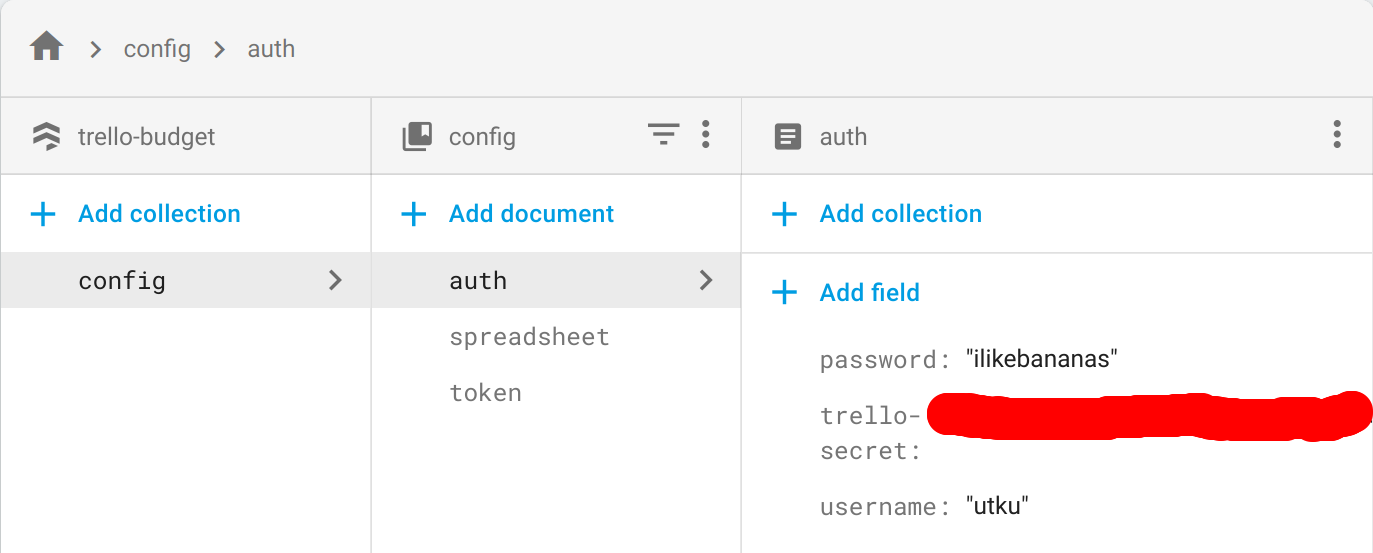 config auth
trello-budget
config
auth
Add collection
Add document
Add collection
config
auth
spreadsheet
token
Add field
password: "ilikebananas"
trello-
secret:
username: "utku"